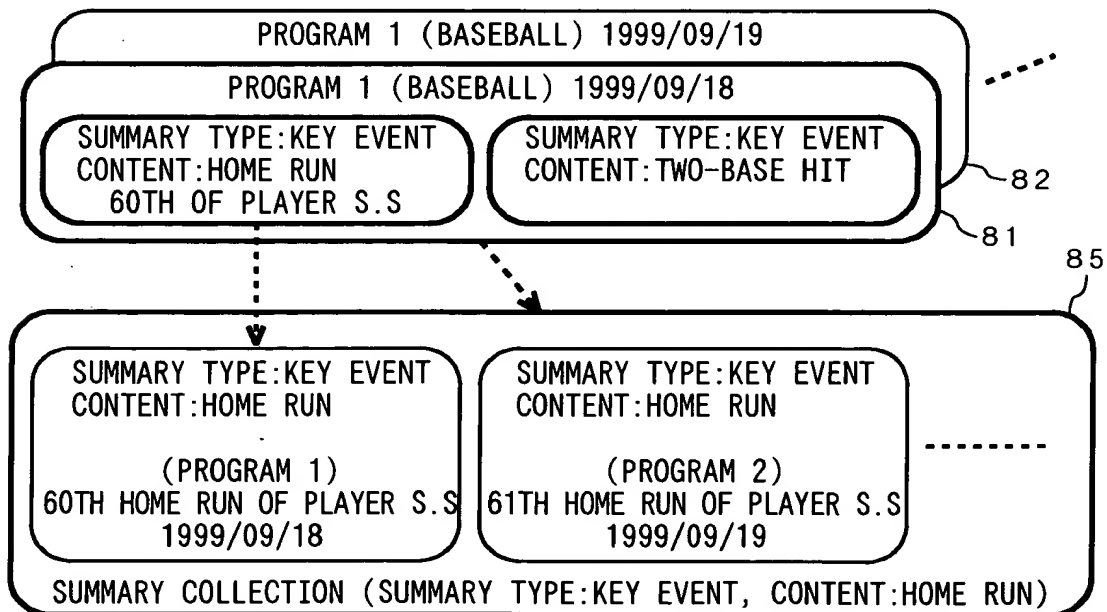 PROGRAM 1 (BASEBALL) 1999/09/19
PROGRAM 1 (BASEBALL) 1999/09/18
SUMMARY TYPE:KEY EVENT
CONTENT:HOME RUN
60TH OF PLAYER S.S
SUMMARY TYPE:KEY EVENT
CONTENT:TWO-BASE HIT
82
81
85
SUMMARY TYPE:KEY EVENT
CONTENT:HOME RUN
(PROGRAM 1)
60TH HOME RUN OF PLAYER S.S
1999/09/18
SUMMARY TYPE:KEY EVENT
CONTENT:HOME RUN
(PROGRAM 2)
61TH HOME RUN OF PLAYER S.S
1999/09/19
SUMMARY COLLECTION (SUMMARY TYPE:KEY EVENT, CONTENT:HOME RUN)